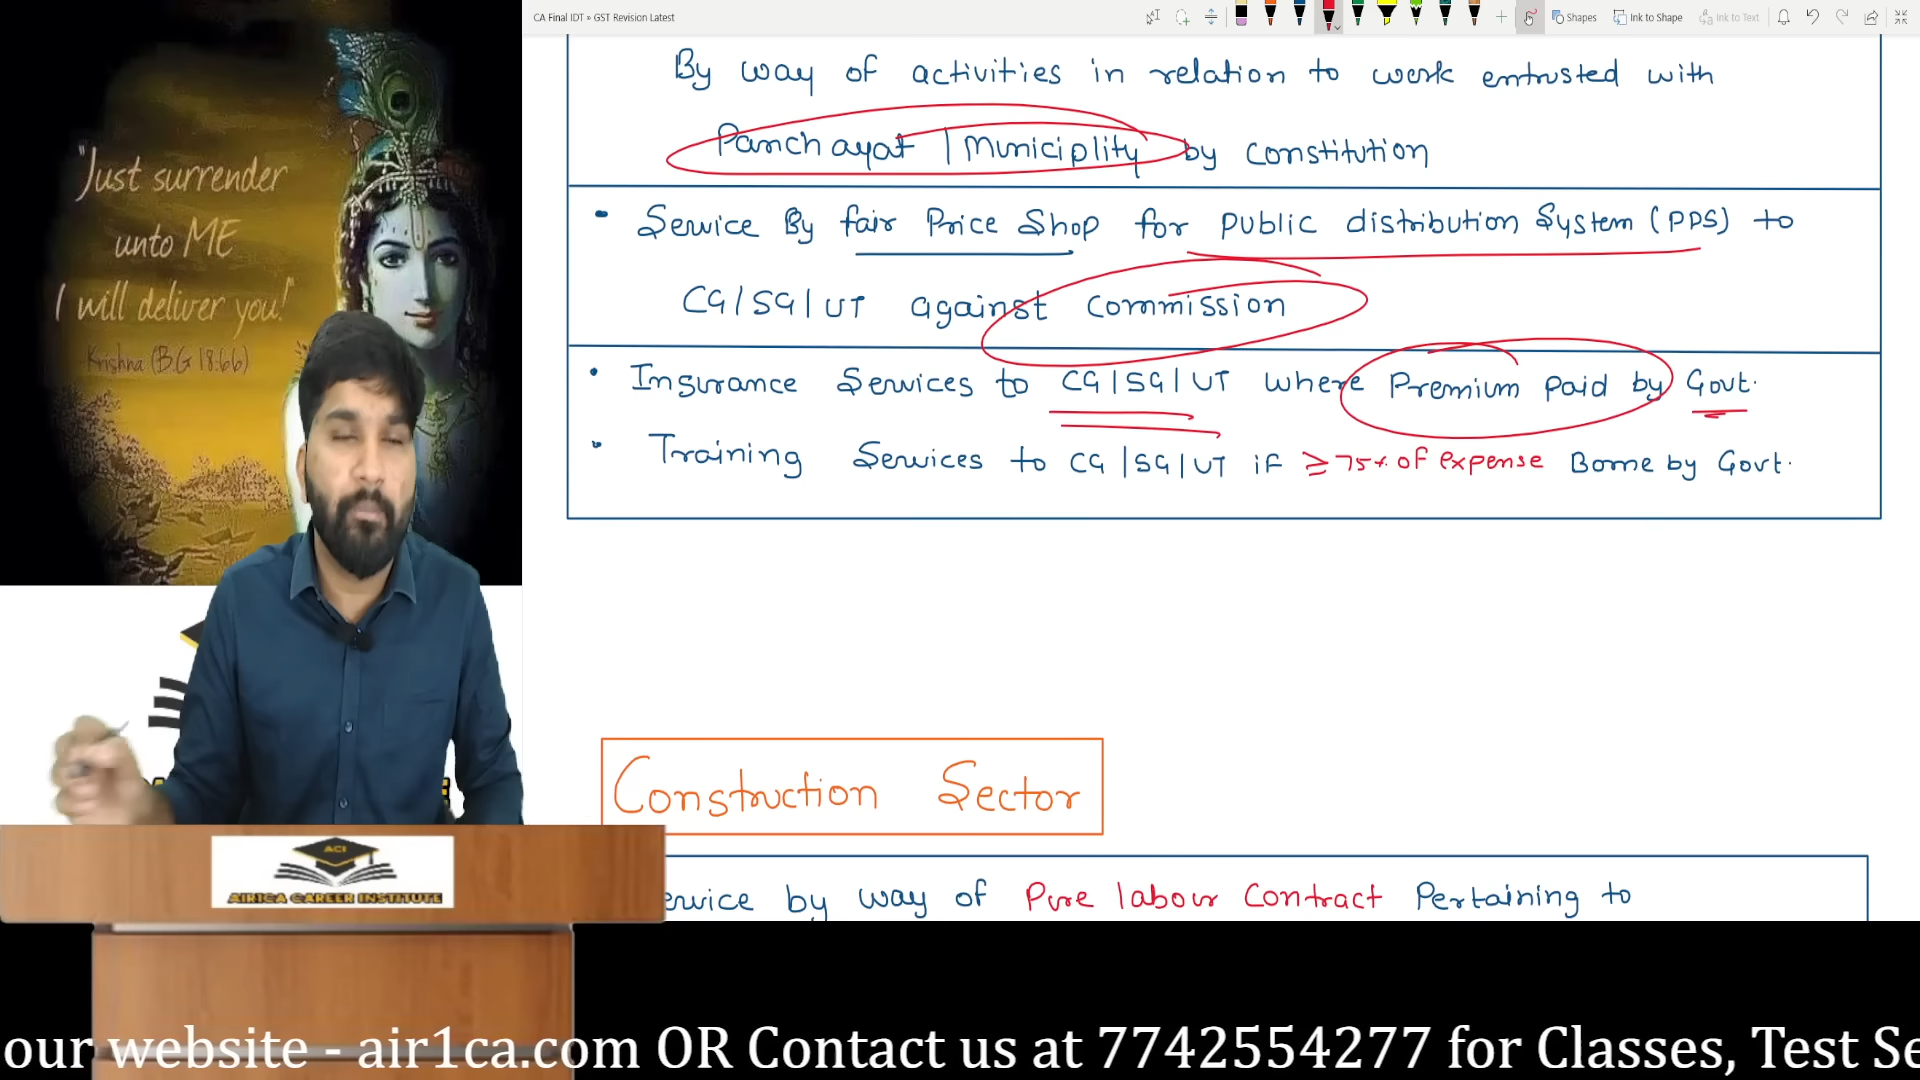 CA Final IDT » GST Revision Latest
Shapes
Ink to Shape
Ink to Text
By way of activities in relation to work entrusted with
Panchayat / Municiplity by constitution
• Service By fair Price Shop for Public distribution System (PDS) to
CG/SG/UT against Commission
• Insurance Services to CG/SG/UT where Premium Paid by Govt.
• Training Services to CG/SG/UT if ≥75% of expense Borne by Govt.
Construction Sector
ervice by way of Pure labour Contract Pertaining to
"Just surrender
unto ME
I will deliver you!"
Krishna (B.G 18:66)
ACI
AIR1CA CAREER INSTITUTE
our website - air1ca.com OR Contact us at 7742554277 for Classes, Test Se